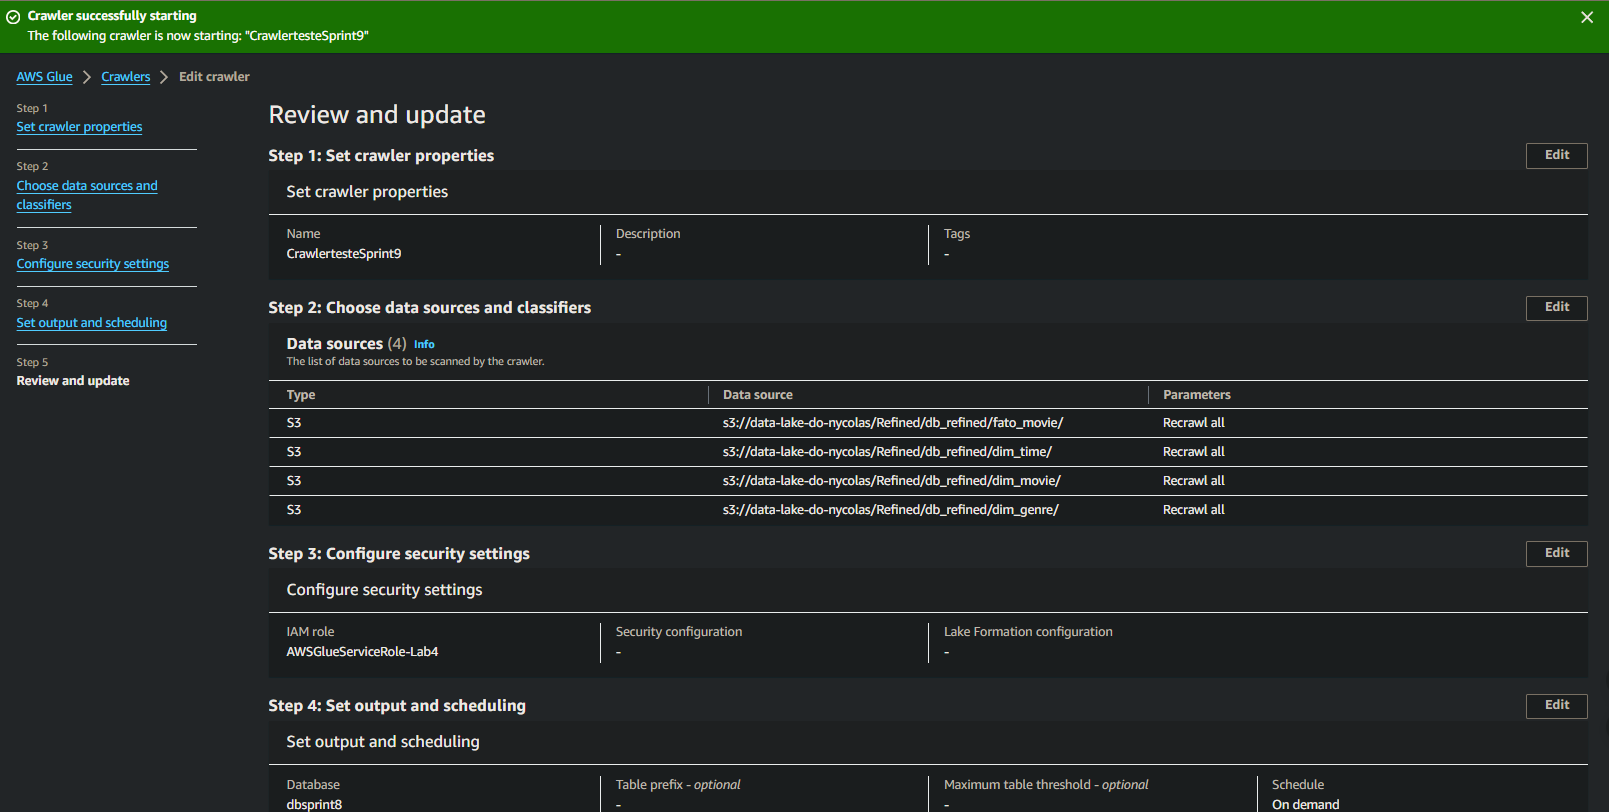 Crawler successfully starting
The following crawler is now starting: "CrawlertesteSprint9"
AWS Glue > Crawlers > Edit crawler
Step 1
Set crawler properties
Step 2
Choose data sources and
classifiers
Step 3
Configure security settings
Step 4
Set output and scheduling
Step 5
Review and update
Review and update
Step 1: Set crawler properties
Edit
Set crawler properties
Name Description Tags
CrawlertesteSprint9 - -
Step 2: Choose data sources and classifiers
Edit
Data sources (4) Info
The list of data sources to be scanned by the crawler.
Type Data source Parameters
S3 s3://data-lake-do-nycolas/Refined/db_refined/fato_movie/ Recrawl all
S3 s3://data-lake-do-nycolas/Refined/db_refined/dim_time/ Recrawl all
S3 s3://data-lake-do-nycolas/Refined/db_refined/dim_movie/ Recrawl all
S3 s3://data-lake-do-nycolas/Refined/db_refined/dim_genre/ Recrawl all
Step 3: Configure security settings
Edit
Configure security settings
IAM role Security configuration Lake Formation configuration
AWSGlueServiceRole-Lab4 - -
Step 4: Set output and scheduling
Edit
Set output and scheduling
Database Table prefix - optional Maximum table threshold - optional Schedule
dbsprint8 - - On demand